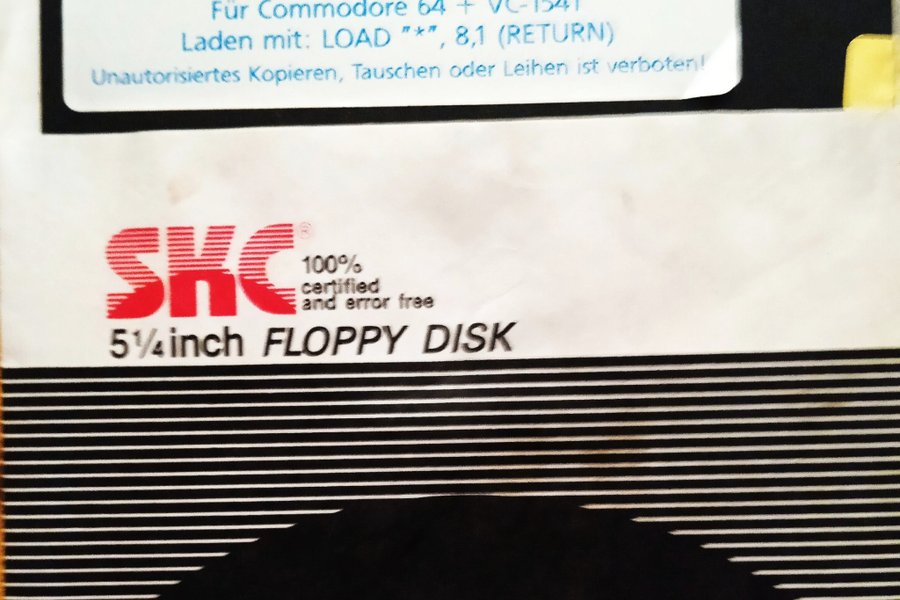 Für Commodore 64 + VC-1541
Laden mit: LOAD "*", 8,1 (RETURN)
Unautorisiertes Kopieren, Tauschen oder Leihen ist verboten!
SKC ®
100%
certified
and error free
5¼inch FLOPPY DISK